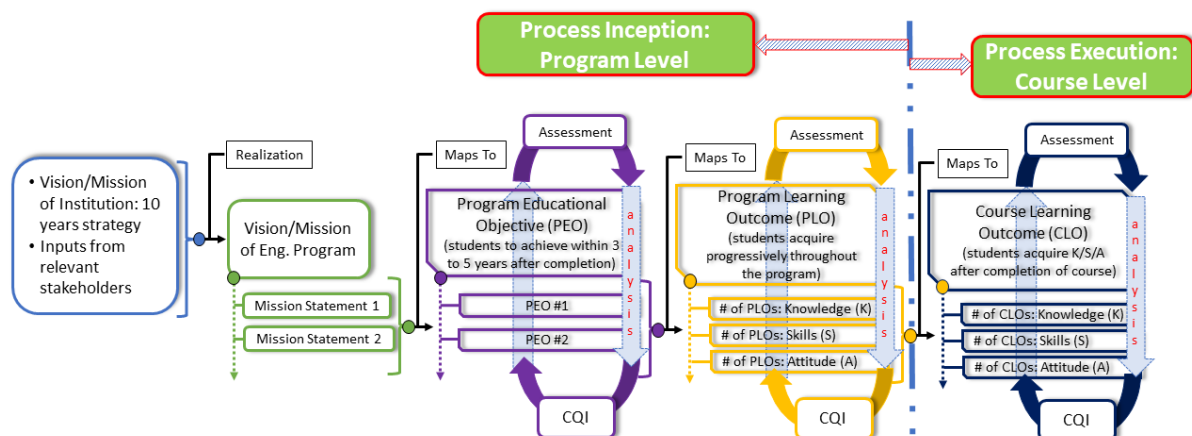 Process Inception:
Program Level
Process Execution:
Course Level
• Vision/Mission
of Institution: 10
years strategy
• Inputs from
relevant
stakeholders
Realization
Vision/Mission
of Eng. Program
Mission Statement 1
Mission Statement 2
Maps To
Assessment
Program Educational
Objective (PEO)
(students to achieve within 3
to 5 years after completion)
PEO #1
PEO #2
analysis
CQI
Maps To
Assessment
Program Learning
Outcome (PLO)
(students acquire
progressively throughout
the program)
# of PLOs: Knowledge (K)
# of PLOs: Skills (S)
# of PLOs: Attitude (A)
analysis
CQI
Maps To
Assessment
Course Learning
Outcome (CLO)
(students acquire K/S/A
after completion of course)
# of CLOs: Knowledge (K)
# of CLOs: Skills (S)
# of CLOs: Attitude (A)
analysis
CQI